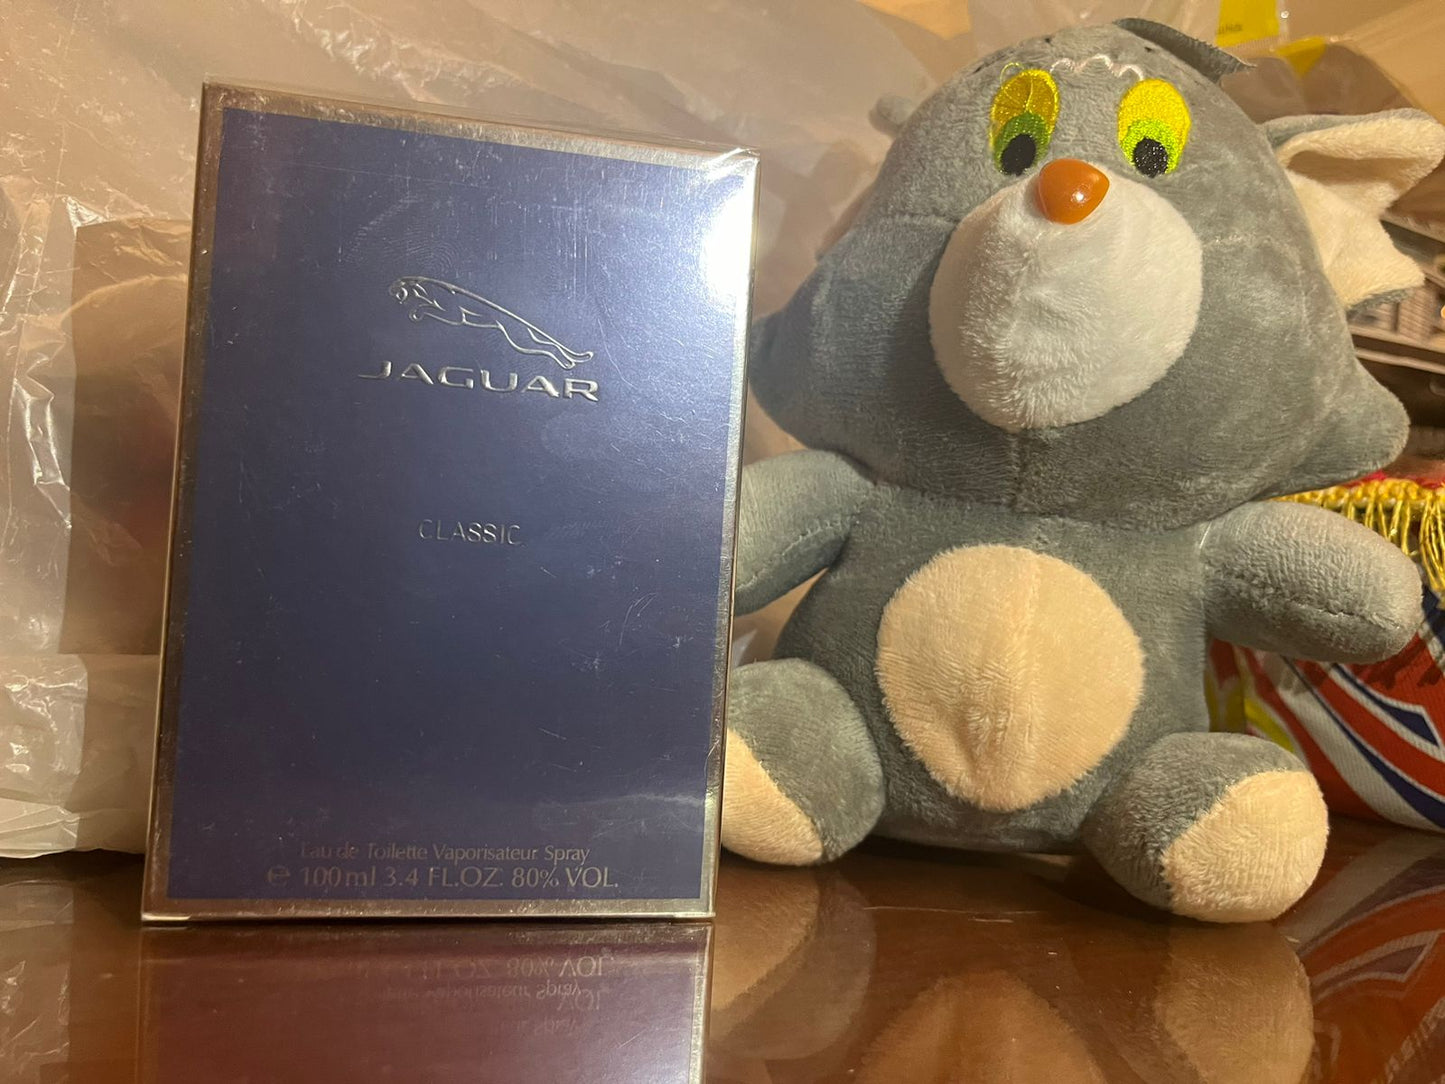 JAGUAR
CLASSIC
Eau de Toilette Vaporisateur Spray
℮ 100ml 3.4 FL.OZ. 80% VOL.